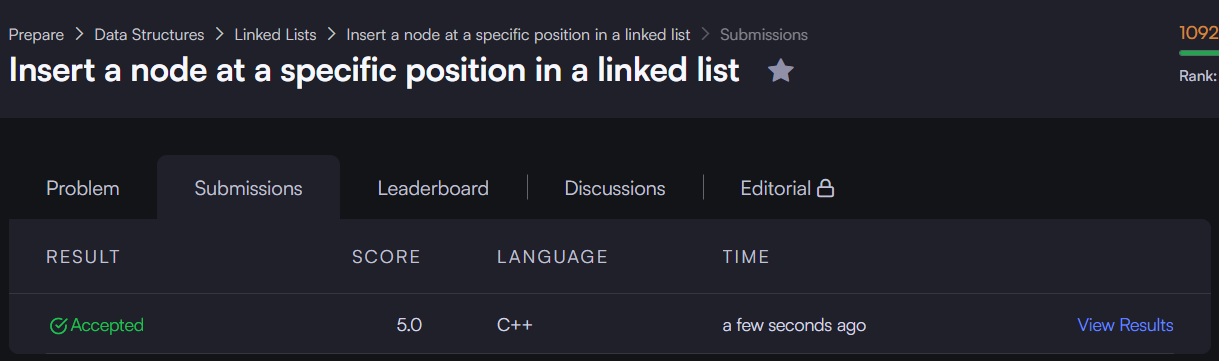 Prepare > Data Structures > Linked Lists > Insert a node at a specific position in a linked list > Submissions
1092
Insert a node at a specific position in a linked list
Rank:
Problem Submissions Leaderboard Discussions Editorial
RESULT SCORE LANGUAGE TIME
Accepted 5.0 C++ a few seconds ago View Results